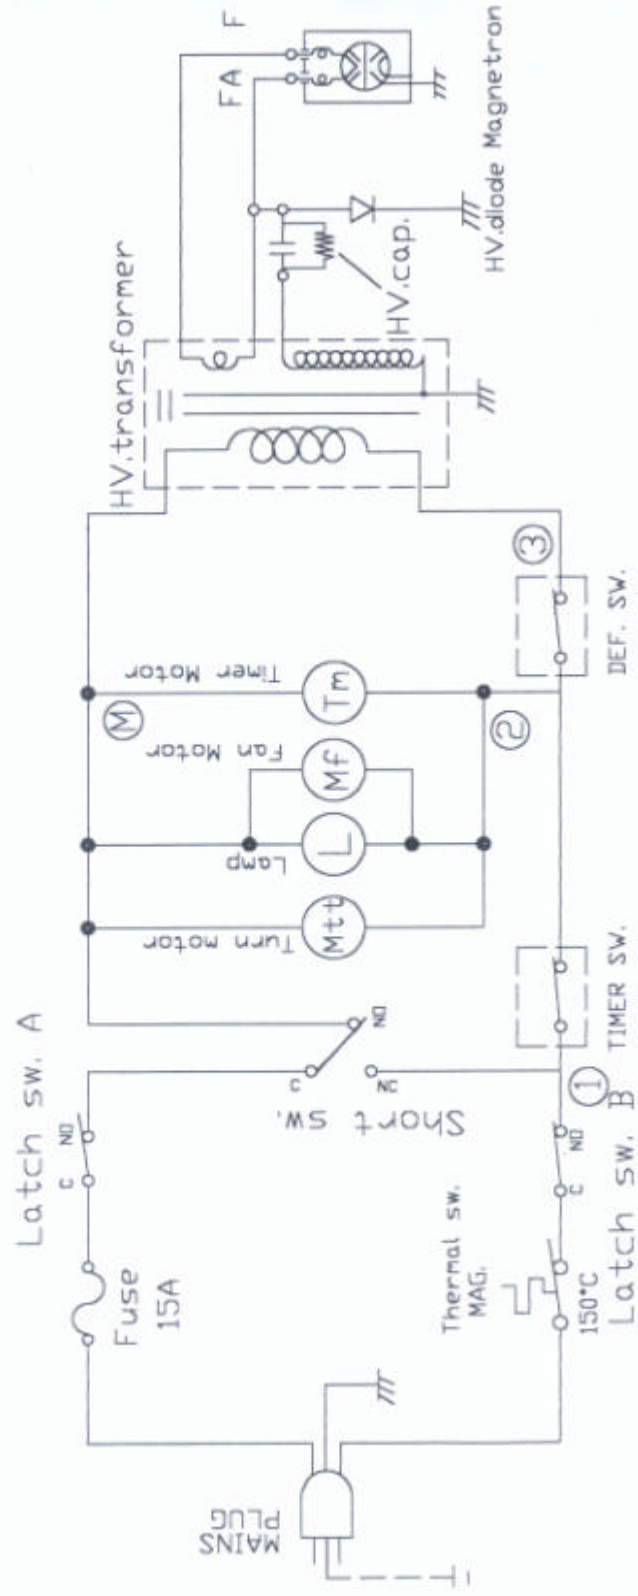 MAINS
PLUG
Fuse
15A
Latch sw. A
C
NO
Thermal sw.
MAG.
150°C
C
NO
Latch sw. B
1
Short sw.
C
NC
NO
TIMER SW.
Turn motor
Mtt
Lamp
L
Fan Motor
Mf
Timer Motor
Tm
M
2
3
DEF. SW.
HV.transformer
HV.cap.
HV.diode
Magnetron
FA
F